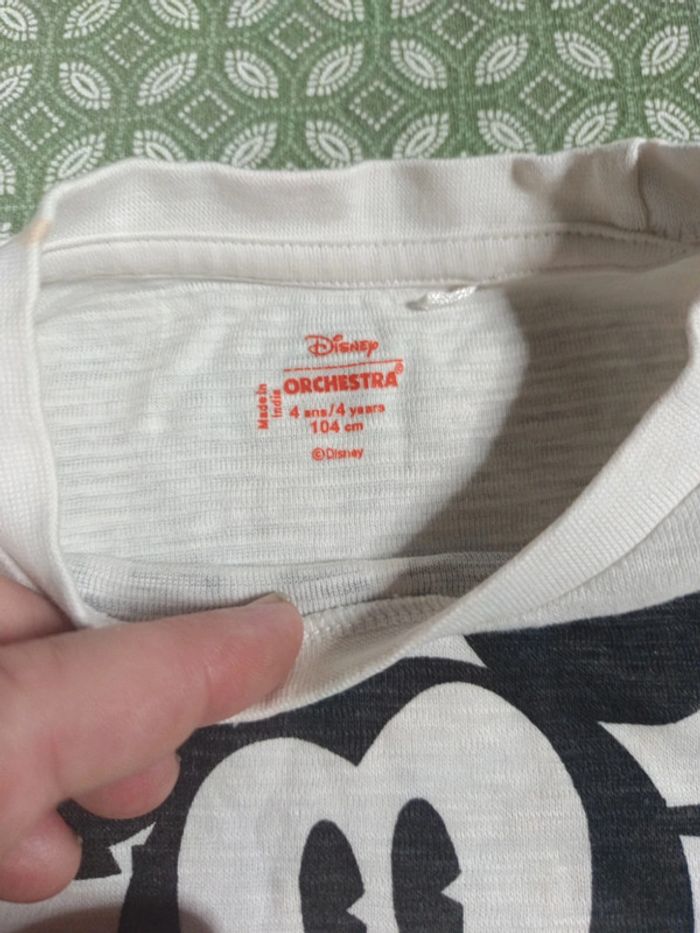 Disney
ORCHESTRA®
Made in
India
4 ans/4 years
104 cm
©Disney